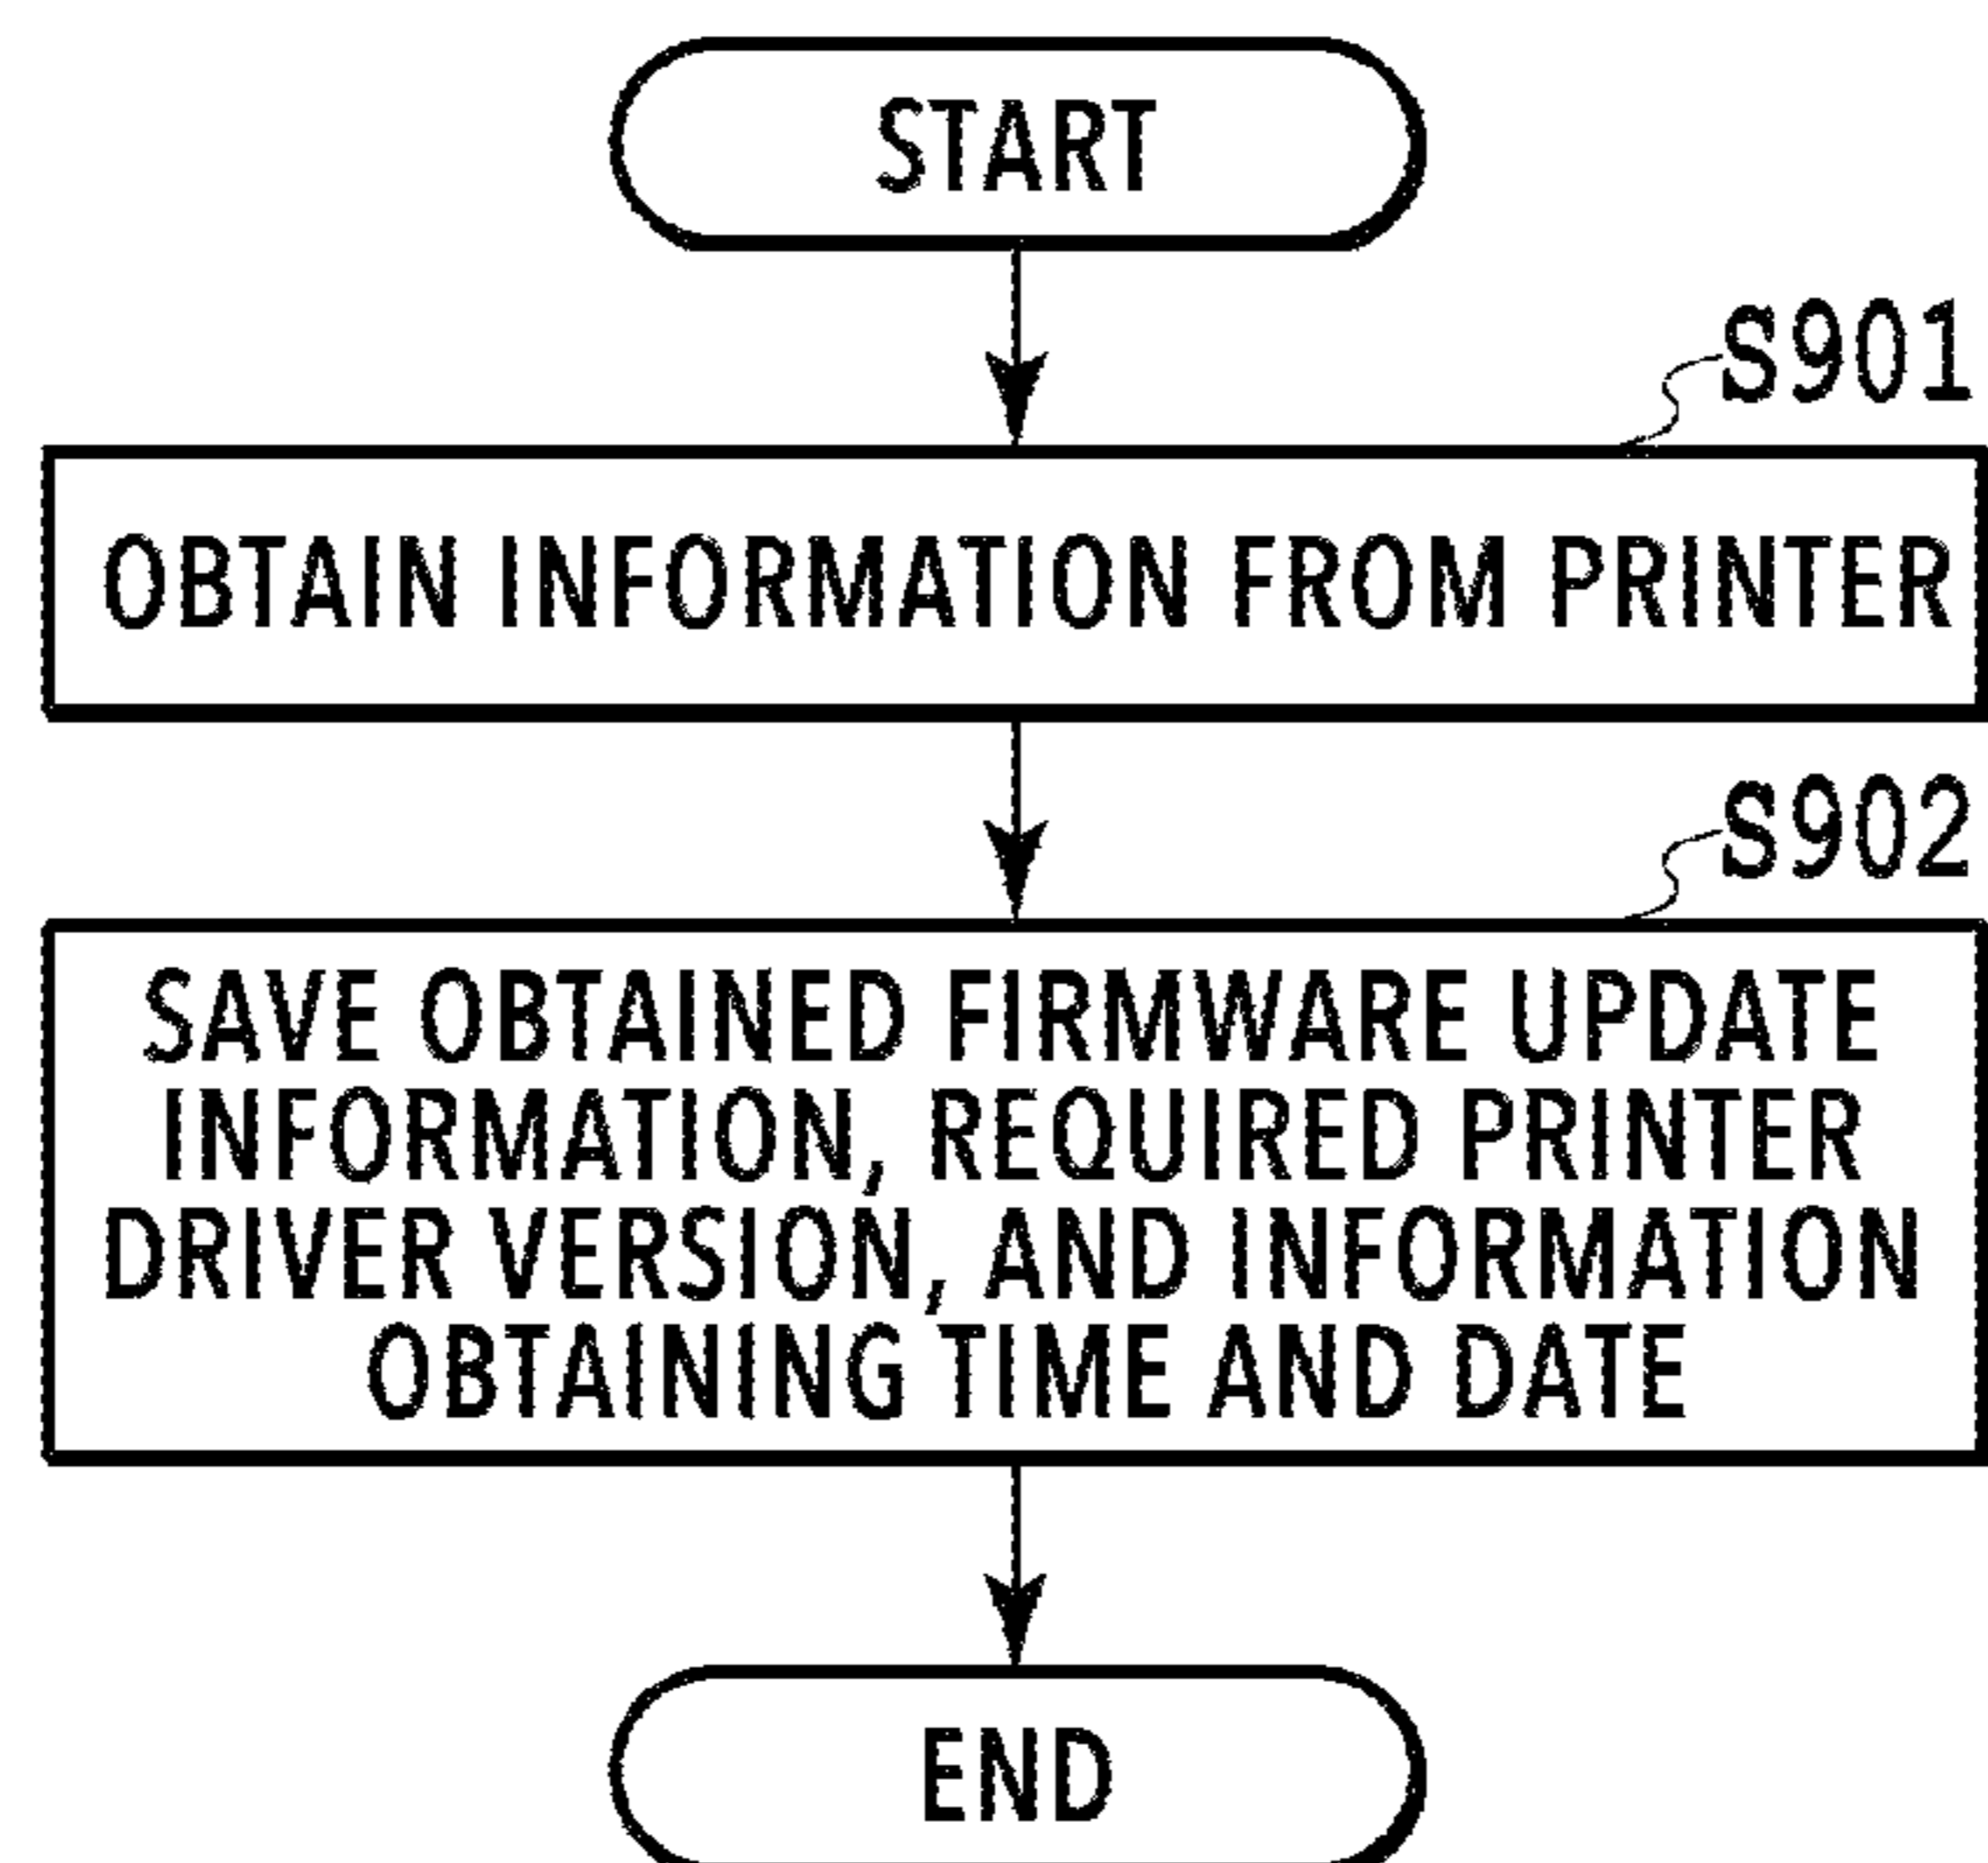 START
S901
OBTAIN INFORMATION FROM PRINTER
S902
SAVE OBTAINED FIRMWARE UPDATE
INFORMATION, REQUIRED PRINTER
DRIVER VERSION, AND INFORMATION
OBTAINING TIME AND DATE
END